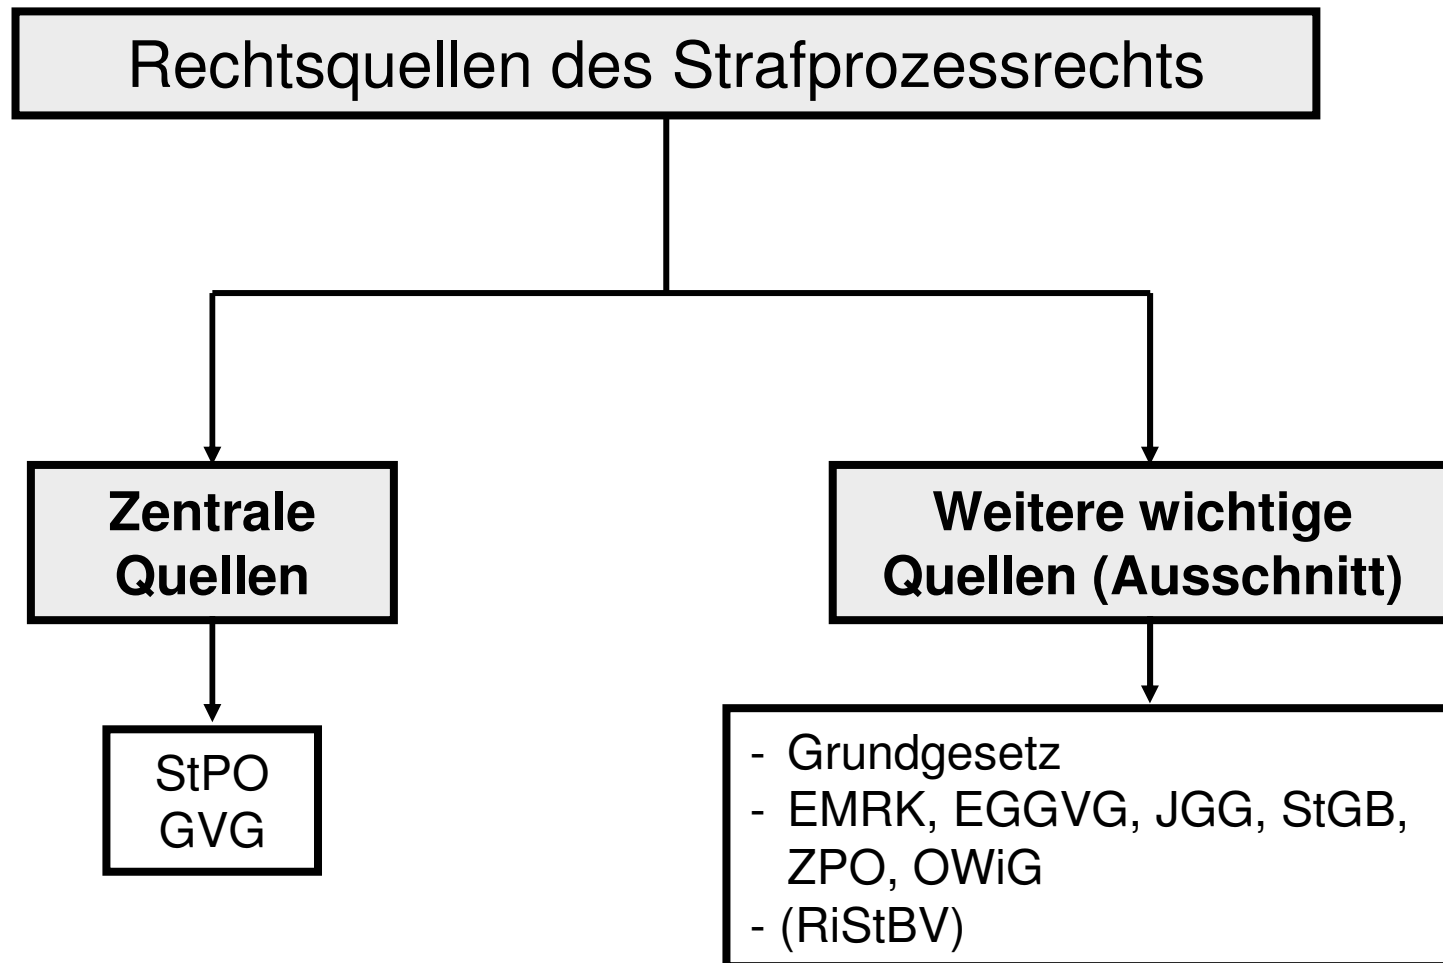 Rechtsquellen des Strafprozessrechts
Zentrale
Quellen
Weitere wichtige
Quellen (Ausschnitt)
StPO
GVG
- Grundgesetz
- EMRK, EGGVG, JGG, StGB,
ZPO, OWiG
- (RiStBV)